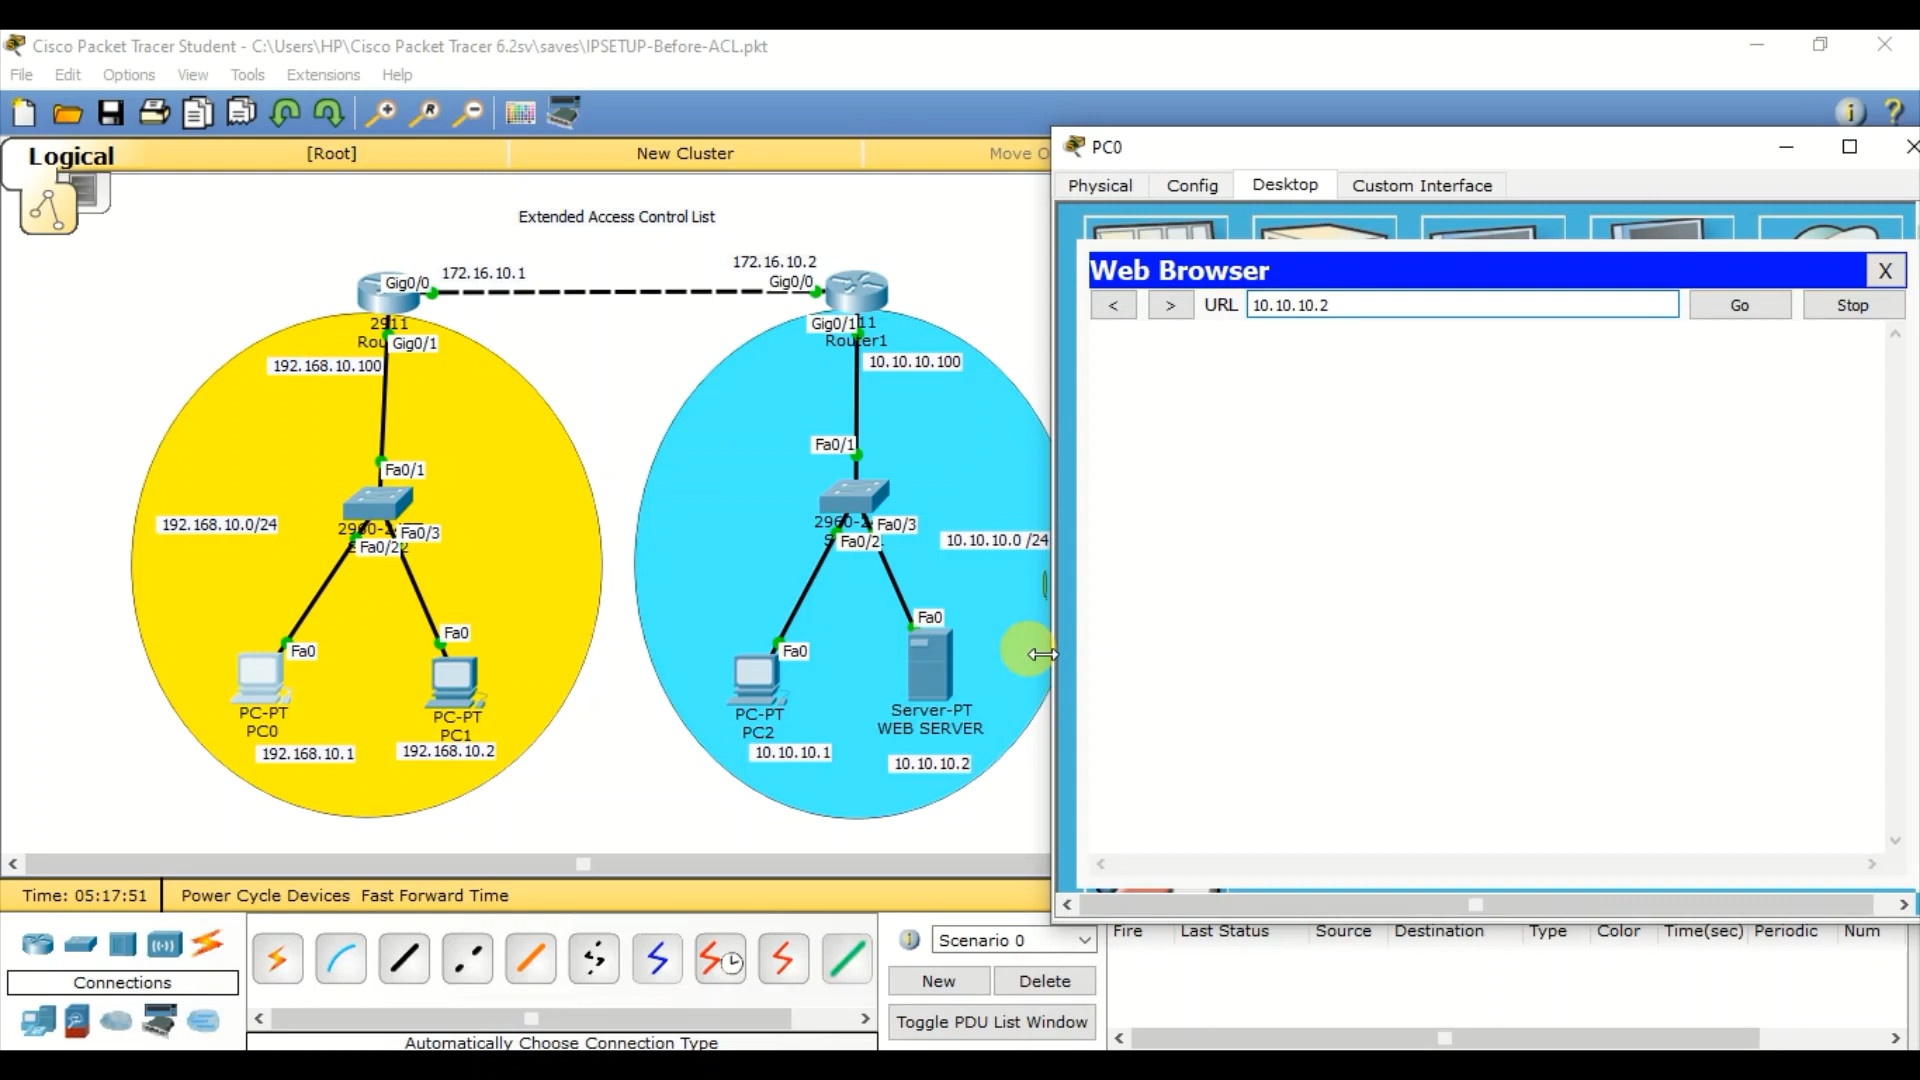 Cisco Packet Tracer Student - C:\Users\HP\Cisco Packet Tracer 6.2sv\saves\IPSETUP-Before-ACL.pkt
File Edit Options View Tools Extensions Help
Logical [Root] New Cluster Move O
Extended Access Control List
172.16.10.1
172.16.10.2
Gig0/0
Gig0/0
2911
Rou
Gig0/1
Gig0/1 11
Router1
192.168.10.100
10.10.10.100
Fa0/1
Fa0/1
192.168.10.0/24
Fa0/3
Fa0/22
2960-2
Fa0/3
Fa0/2
10.10.10.0 /24
Fa0
Fa0
Fa0
Fa0
PC-PT
PC0
192.168.10.1
PC-PT
PC1
192.168.10.2
PC-PT
PC2
10.10.10.1
Server-PT
WEB SERVER
10.10.10.2
PC0
Physical Config Desktop Custom Interface
Web Browser X
< > URL 10.10.10.2 Go Stop
Time: 05:17:51 Power Cycle Devices Fast Forward Time
Connections
Automatically Choose Connection Type
Scenario 0
New Delete
Toggle PDU List Window
Fire Last Status Source Destination Type Color Time(sec) Periodic Num